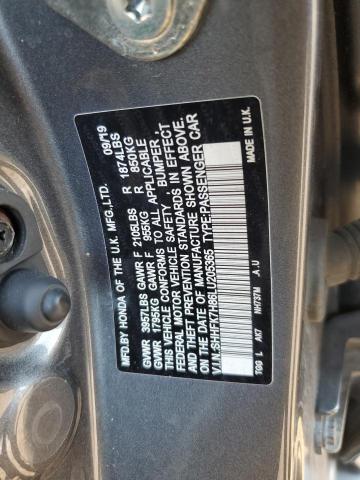 MFD.BY HONDA OF THE U.K. MFG.,LTD. 09/19
GVWR 3957LBS GAWR F 2105LBS R 1874LBS
GVWR 1795KG GAWR F 955KG R 850KG
THIS VEHICLE CONFORMS TO ALL APPLICABLE
FEDERAL MOTOR VEHICLE SAFETY BUMPER,
AND THEFT PREVENTION STANDARDS IN EFFECT
ON THE DATE OF MANUFACTURE SHOWN ABOVE.
V.I.N.:SHHFK7H86LU205365 TYPE:PASSENGER CAR
TGG L AK7 NH737M .A.U MADE IN U.K.